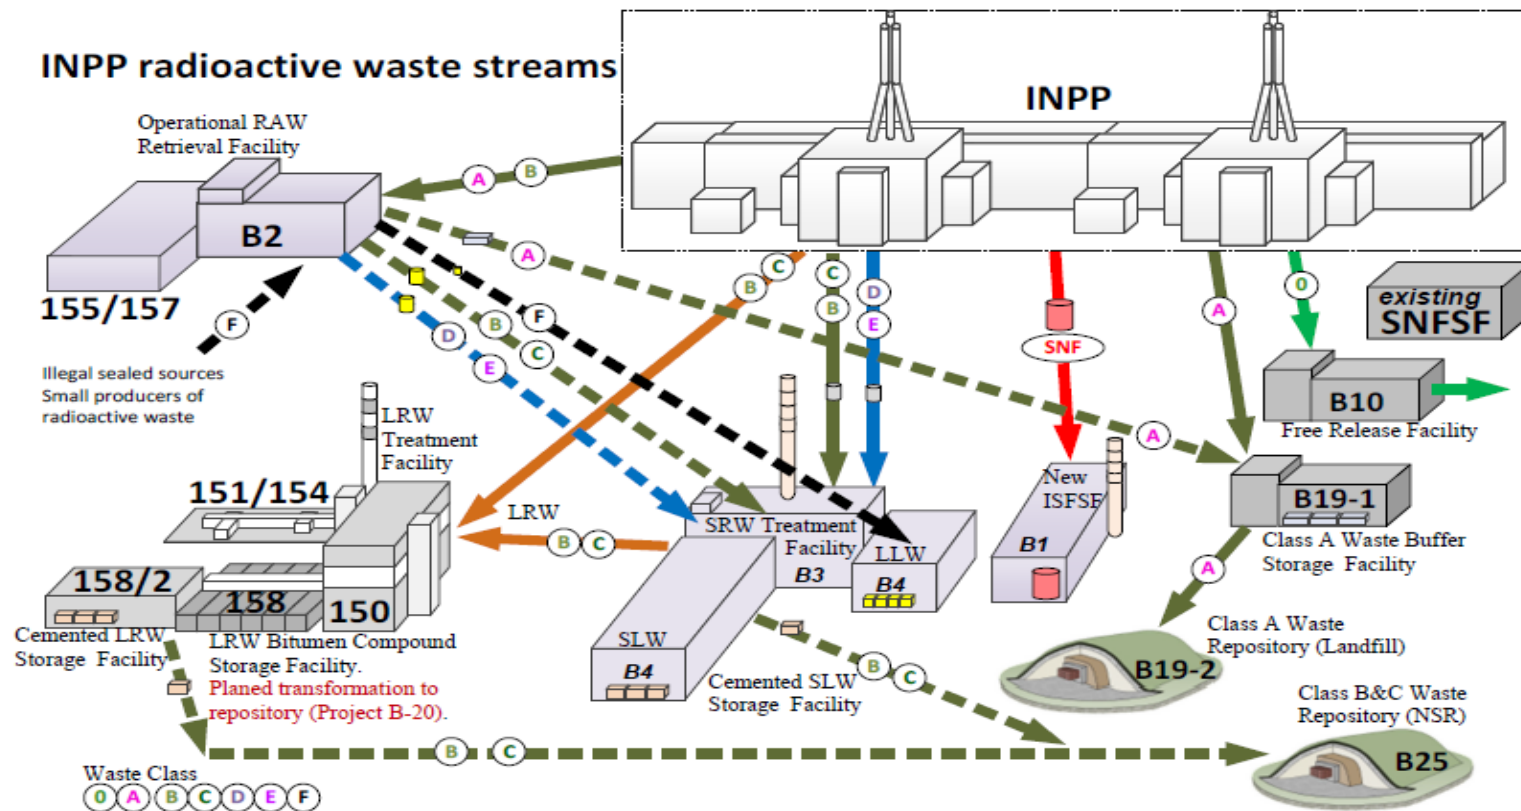 INPP radioactive waste streams
INPP
Operational RAW
Retrieval Facility
A B
B2
155/157
F
Illegal sealed sources
Small producers of
radioactive waste
A
B
C
D
E
F
B
C
C
B
D
E
SNF
A
0
existing
SNFSF
B10
Free Release Facility
A
LRW
Treatment
Facility
151/154
LRW
B C
158/2
158
150
Cemented LRW
Storage Facility
LRW Bitumen Compound
Storage Facility.
Planed transformation to
repository (Project B-20).
SRW Treatment
Facility
B3
LLW
B4
SLW
B4
Cemented SLW
Storage Facility
B C
New
ISFSF
B1
B19-1
Class A Waste Buffer
Storage Facility
A
Class A Waste
Repository (Landfill)
B19-2
Class B&C Waste
Repository (NSR)
B25
B C
Waste Class
0 A B C D E F